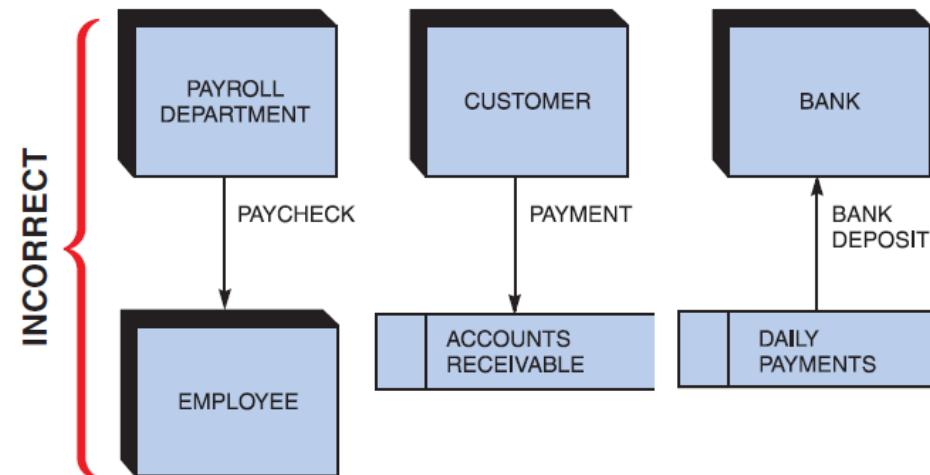 INCORRECT
PAYROLL
DEPARTMENT
CUSTOMER
BANK
PAYCHECK
PAYMENT
BANK
DEPOSIT
EMPLOYEE
ACCOUNTS
RECEIVABLE
DAILY
PAYMENTS